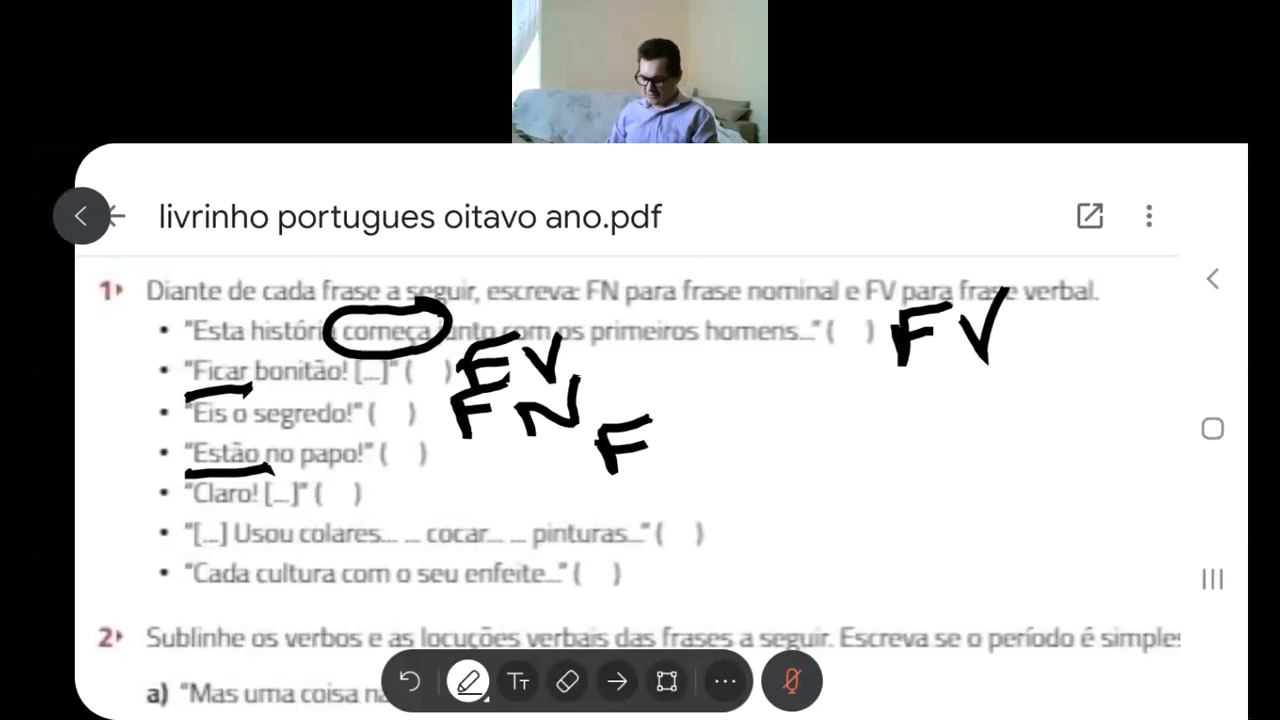 livrinho portugues oitavo ano.pdf
1 Diante de cada frase a seguir, escreva: FN para frase nominal e FV para frase verbal.
• "Esta história começa junto com os primeiros homens..." ( ) FV
• "Ficar bonitão! [...]" ( ) FV
• "Eis o segredo!" ( ) FN
• "Estão no papo!" ( ) F
• "Claro! [...]" ( )
• "[...] Usou colares... ... cocar... ... pinturas..." ( )
• "Cada cultura com o seu enfeite..." ( )
2 Sublinhe os verbos e as locuções verbais das frases a seguir. Escreva se o período é simples
a) "Mas uma coisa
TT